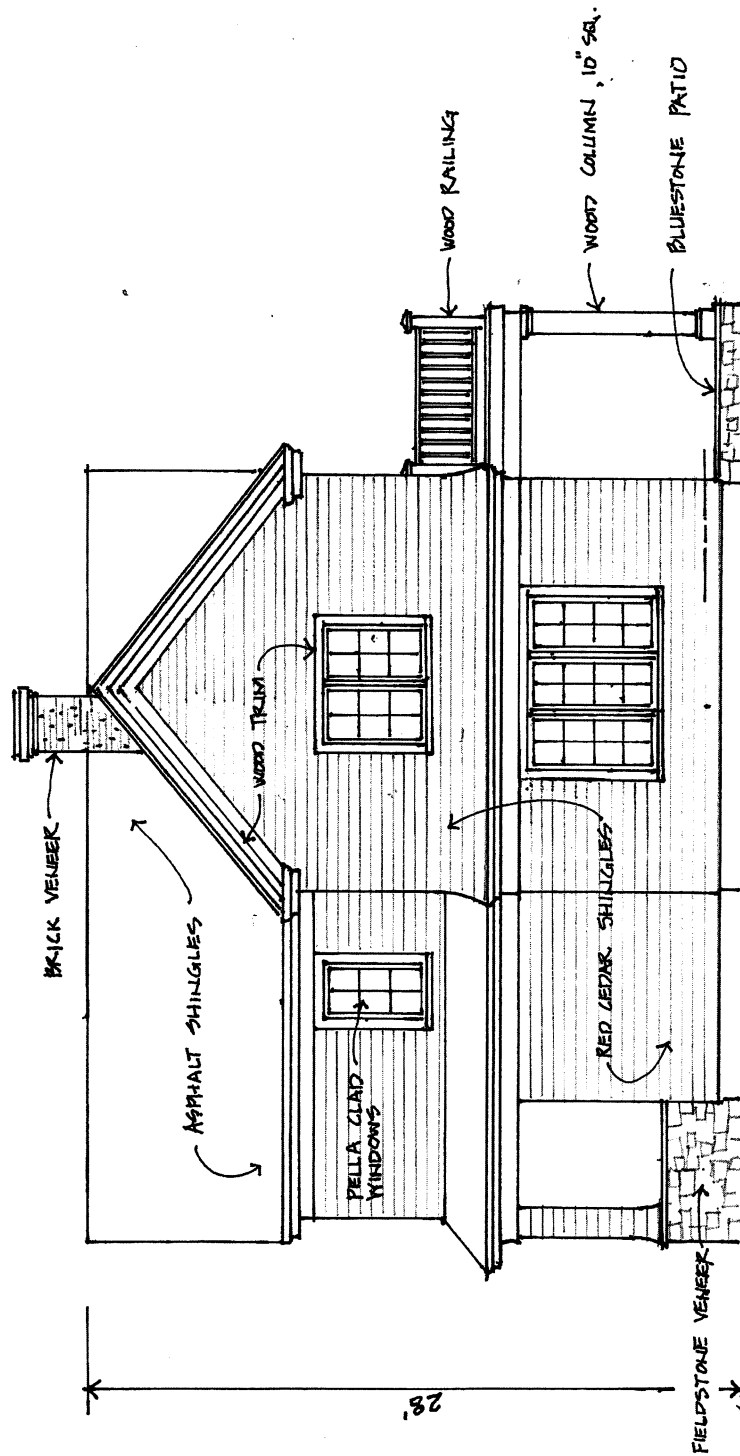 BRICK VENEER
ASPHALT SHINGLES
WOOD TRIM
PELLA CLAD
WINDOWS
RED CEDAR SHINGLES
WOOD RAILING
WOOD COLUMN, 10" SQ.
BLUESTONE PATIO
FIELDSTONE VENEER
28'